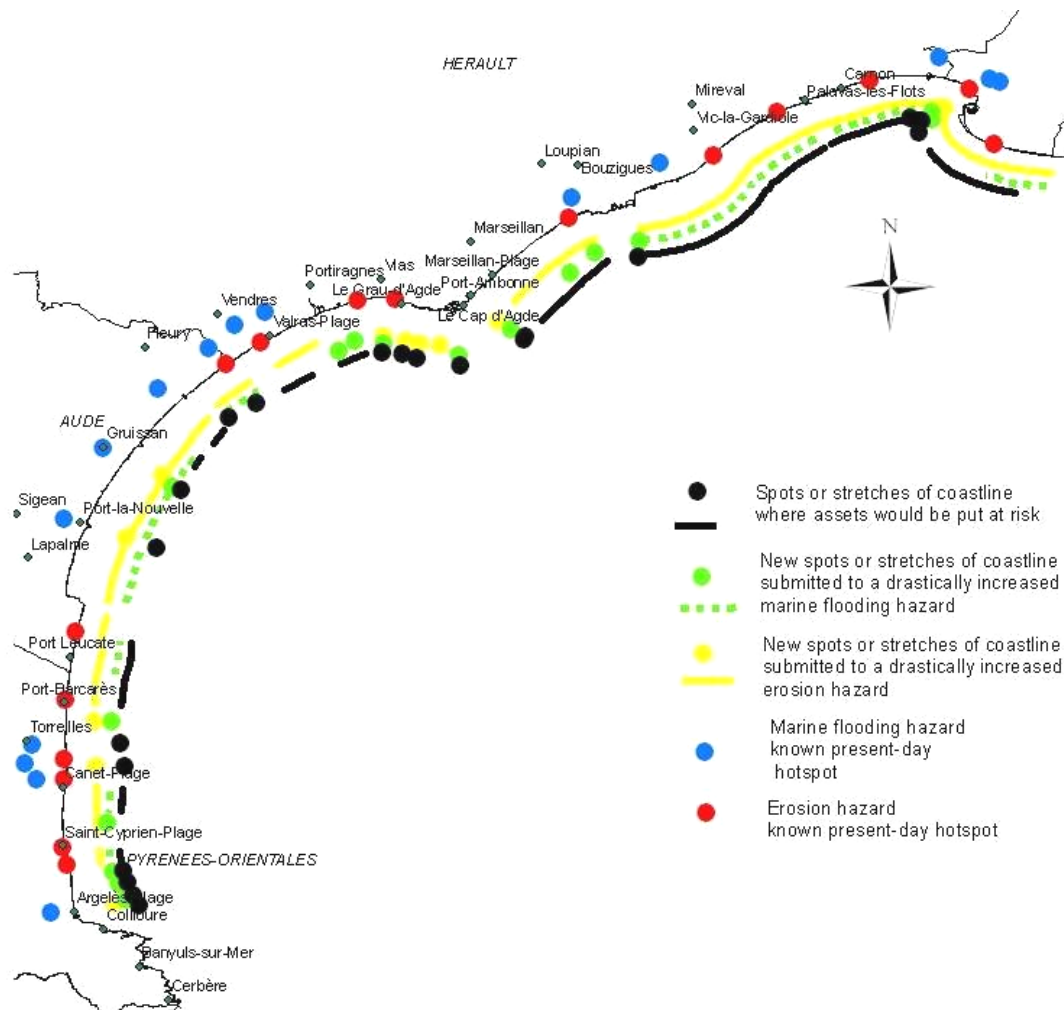 HERAULT
Carnon
Mireval
Palavas-les-Flots
Vic-la-Gardiole
Loupian
Bouzigues
N
Marseillan
Marseillan-Plage
Portiragnes
Vias
Le Grau-d'Agde
Port-Ambonne
Vendres
Le Cap d'Agde
Valras-Plage
Fleury
AUDE
Gruissan
Sigean
Port-la-Nouvelle
Lapalme
Port Leucate
Port-Barcarès
Torreilles
Canet-Plage
Saint-Cyprien-Plage
PYRENEES-ORIENTALES
Argelès-Plage
Collioure
Banyuls-sur-Mer
Cerbère
Spots or stretches of coastline
where assets would be put at risk
New spots or stretches of coastline
submitted to a drastically increased
marine flooding hazard
New spots or stretches of coastline
submitted to a drastically increased
erosion hazard
Marine flooding hazard
known present-day
hotspot
Erosion hazard
known present-day hotspot